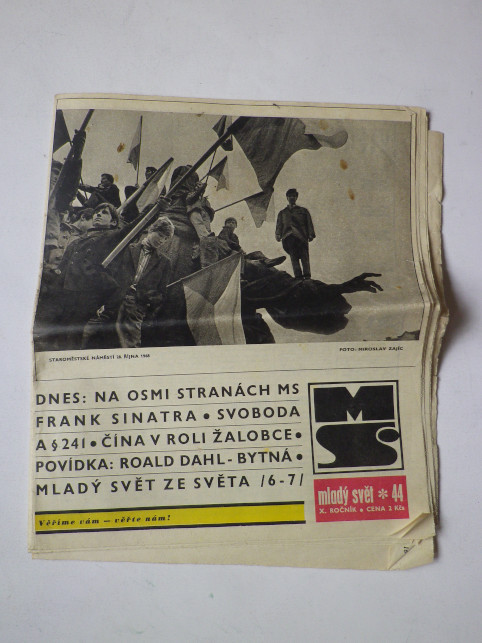 STAROMĚSTSKÉ NÁMĚSTÍ 28. ŘÍJNA 1968
FOTO: MIROSLAV ZAJÍC
DNES: NA OSMI STRANÁCH MS
FRANK SINATRA • SVOBODA
A § 241 • ČÍNA V ROLI ŽALOBCE •
POVÍDKA: ROALD DAHL - BYTNÁ •
MLADÝ SVĚT ZE SVĚTA /6-7/
Věříme vám — věřte nám!
MS
mladý svět * 44
X. ROČNÍK • CENA 2 Kčs